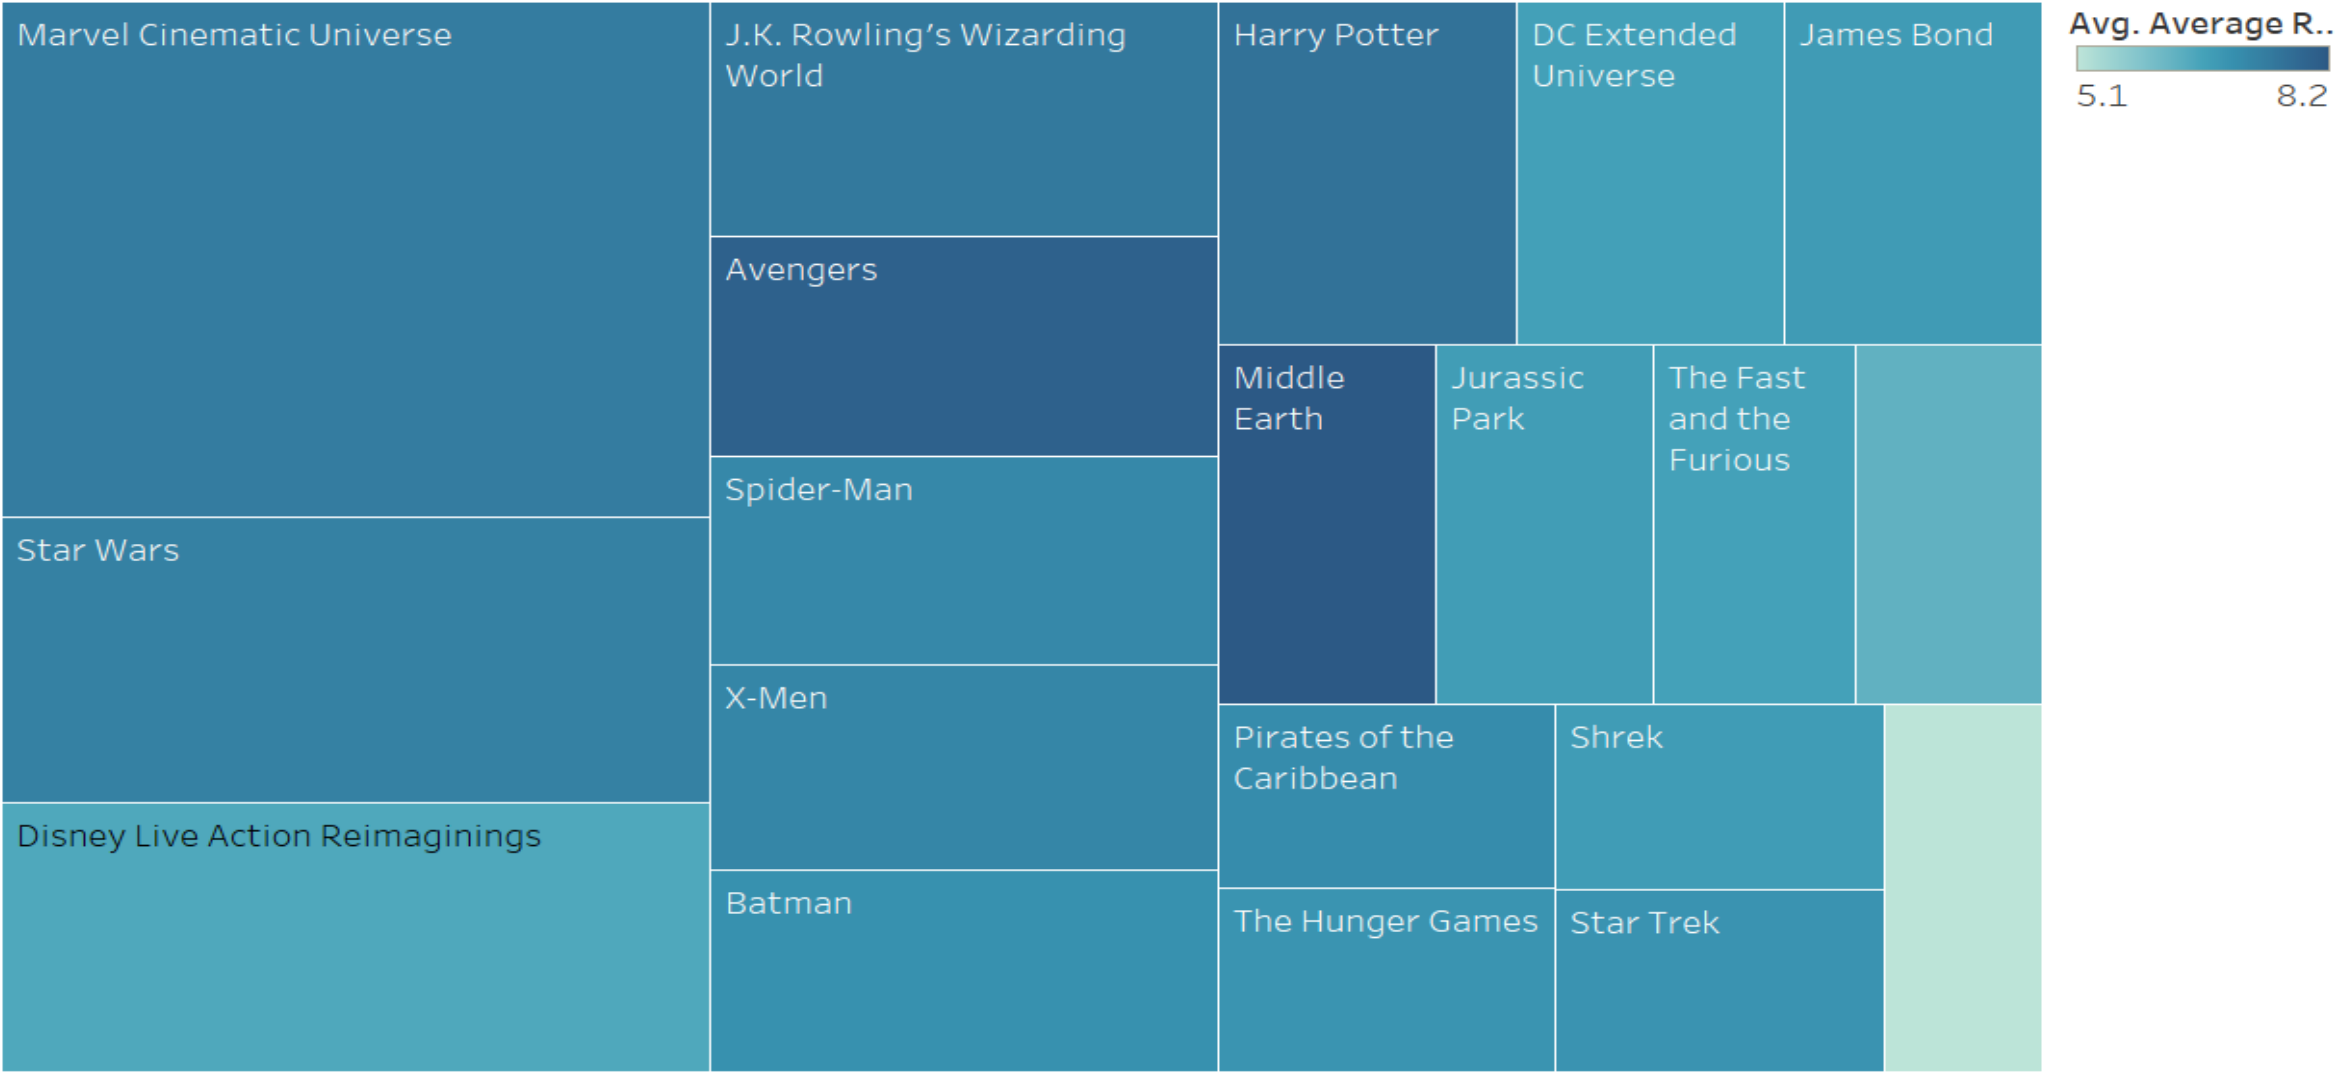 Marvel Cinematic Universe
Star Wars
Disney Live Action Reimaginings
J.K. Rowling’s Wizarding
World
Avengers
Spider-Man
X-Men
Batman
Harry Potter
DC Extended
Universe
James Bond
Middle
Earth
Jurassic
Park
The Fast
and the
Furious
Pirates of the
Caribbean
Shrek
The Hunger Games
Star Trek
Avg. Average R..
5.1 8.2